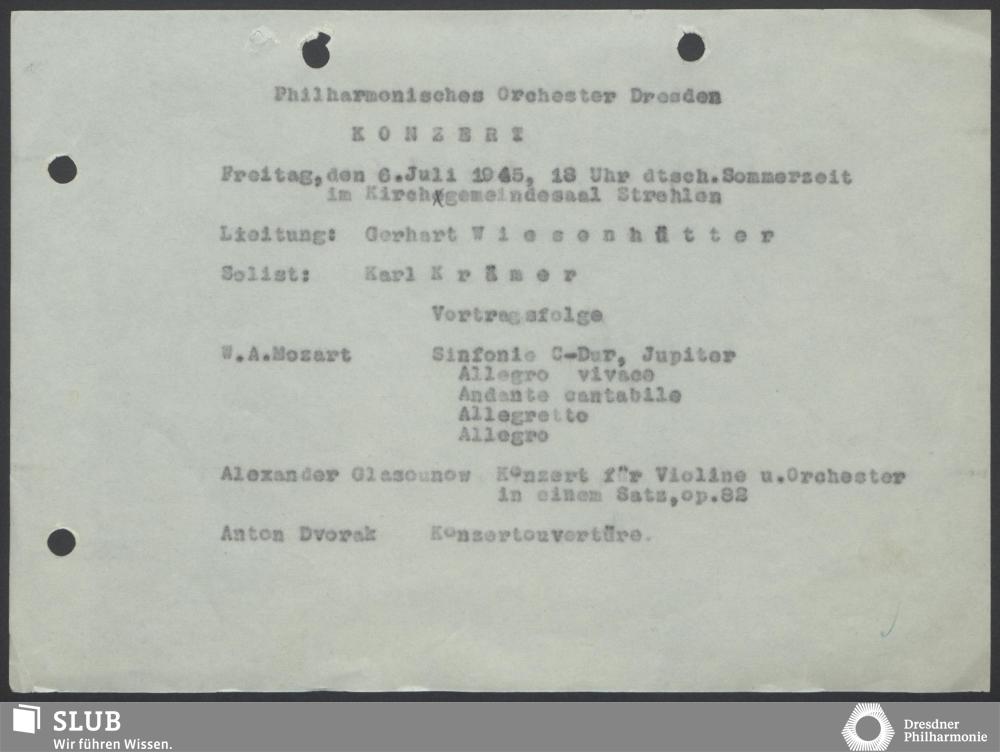 Philharmonisches Orchester Dresden
K O N Z E R T
Freitag,den 6.Juli 1945, 18 Uhr dtsch.Sommerzeit
im Kirchgemeindesaal Strehlen
Lieitung: Gerhart W i e s e n h ü t t e r
Solist: Karl K r ä m e r
Vortragsfolge
W.A.Mozart Sinfonie C-Dur, Jupiter
Allegro vivace
Andante cantabile
Allegretto
Allegro
Alexander Glasounow Konzert für Violine u.Orchester
in einem Satz,op.82
Anton Dvorak Konzertouvertüre.
SLUB
Wir führen Wissen.
Dresdner
Philharmonie